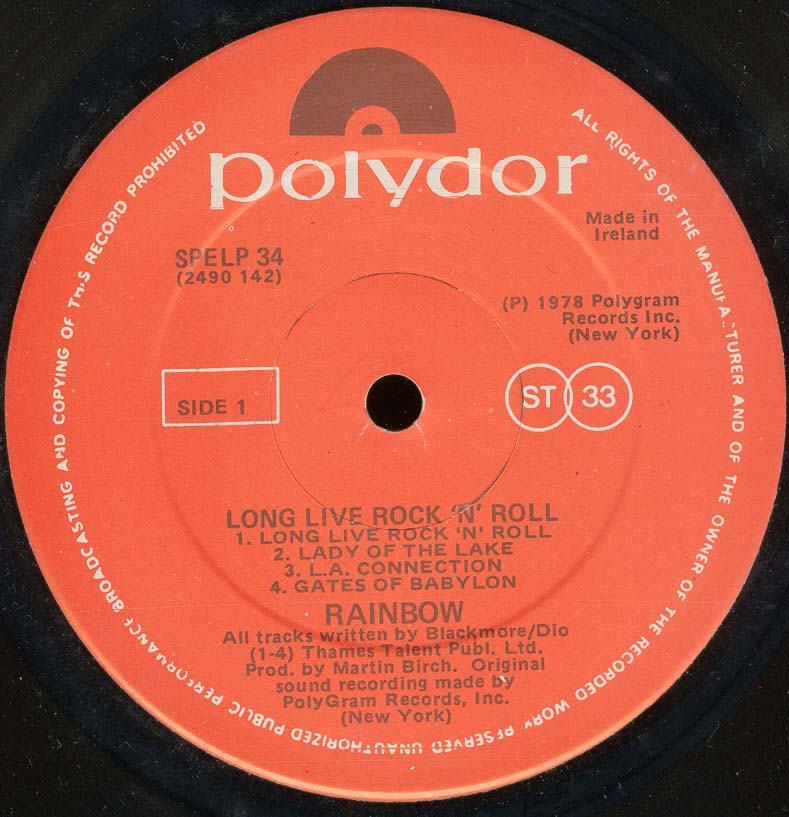 polydor
Made in
Ireland
SPELP 34
(2490 142)
(P) 1978 Polygram
Records Inc.
(New York)
SIDE 1
ST 33
LONG LIVE ROCK 'N' ROLL
1. LONG LIVE ROCK 'N' ROLL
2. LADY OF THE LAKE
3. L.A. CONNECTION
4. GATES OF BABYLON
RAINBOW
All tracks written by Blackmore/Dio
(1-4) Thames Talent Publ. Ltd.
Prod. by Martin Birch. Original
sound recording made by
PolyGram Records, Inc.
(New York)
ALL RIGHTS OF THE MANUFACTURER AND OF THE OWNER OF THE RECORDED WORK RESERVED UNAUTHORIZED PUBLIC PERFORMANCE BROADCASTING AND COPYING OF THIS RECORD PROHIBITED